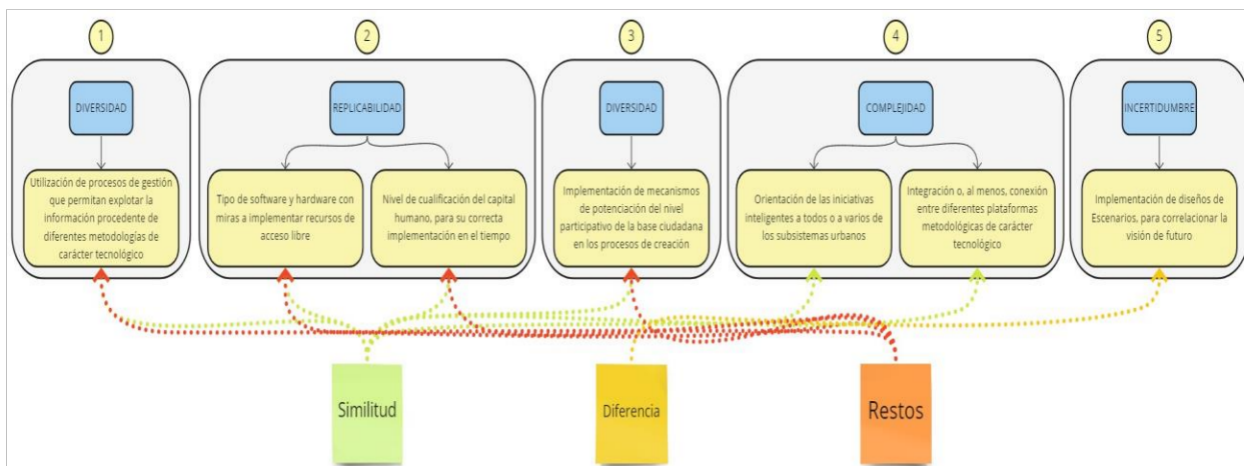 1
2
3
4
5
DIVERSIDAD
REPLICABILIDAD
DIVERSIDAD
COMPLEJIDAD
INCERTIDUMBRE
Utilización de procesos de gestión
que permitan explotar la
información procedente de
diferentes metodologías de
carácter tecnológico
Tipo de software y hardware con
miras a implementar recursos de
acceso libre
Nivel de cualificación del capital
humano, para su correcta
implementación en el tiempo
Implementación de mecanismos
de potenciación del nivel
participativo de la base ciudadana
en los procesos de creación
Orientación de las iniciativas
inteligentes a todos o a varios de
los subsistemas urbanos
Integración o, al menos, conexión
entre diferentes plataformas
metodológicas de carácter
tecnológico
Implementación de diseños de
Escenarios, para correlacionar la
visión de futuro
Similitud
Diferencia
Restos